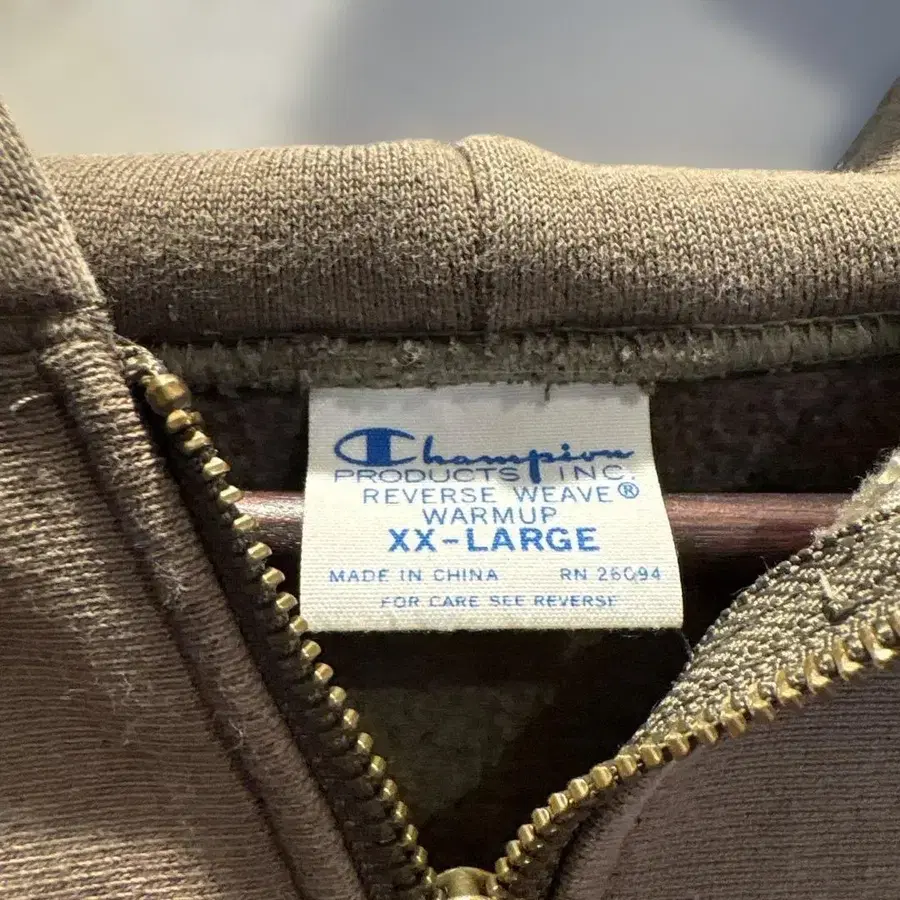 Champion
PRODUCTS INC.
REVERSE WEAVE®
WARMUP
XX-LARGE
MADE IN CHINA RN 26094
FOR CARE SEE REVERSE